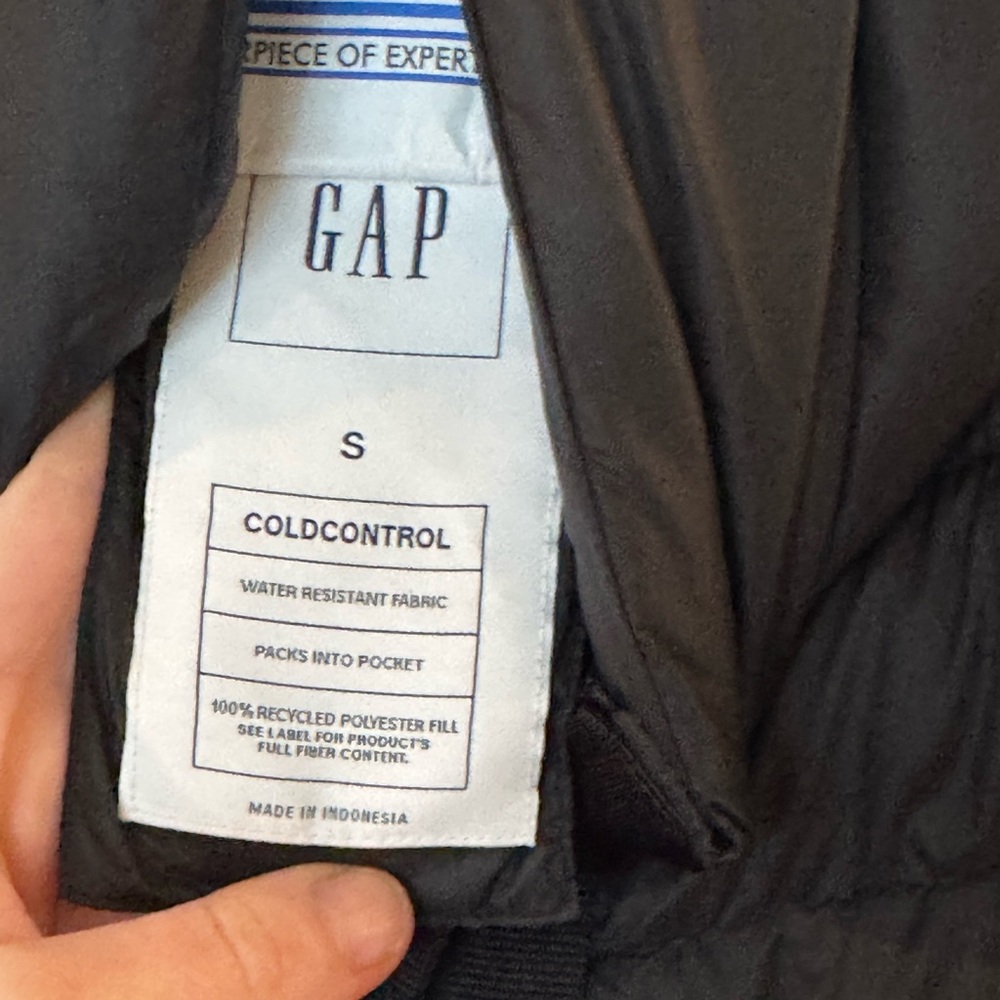 PIECE OF EXPERT
GAP
S
COLDCONTROL
WATER RESISTANT FABRIC
PACKS INTO POCKET
100% RECYCLED POLYESTER FILL
SEE LABEL FOR PRODUCT'S
FULL FIBER CONTENT.
MADE IN INDONESIA